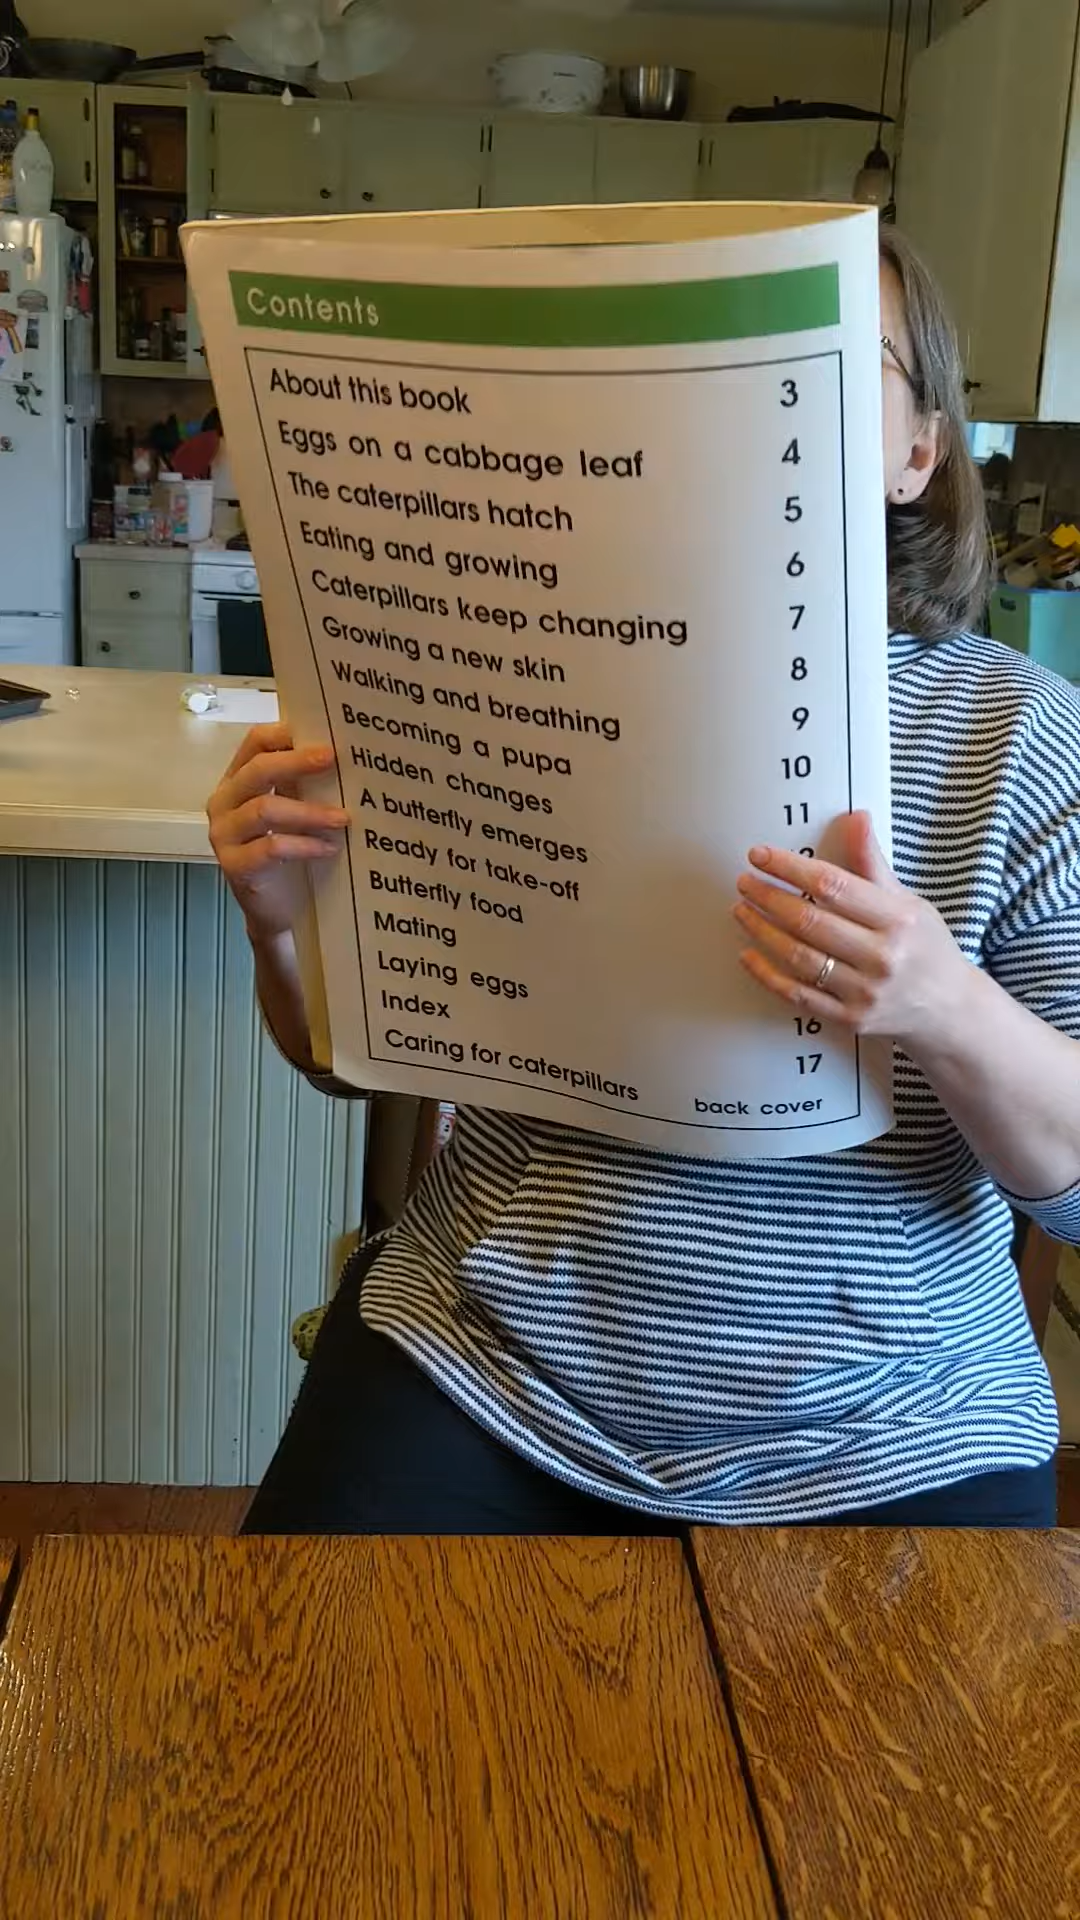 Contents
About this book 3
Eggs on a cabbage leaf 4
The caterpillars hatch 5
Eating and growing 6
Caterpillars keep changing 7
Growing a new skin 8
Walking and breathing 9
Becoming a pupa 10
Hidden changes 11
A butterfly emerges
Ready for take-off
Butterfly food
Mating
Laying eggs 16
Index 17
Caring for caterpillars back cover